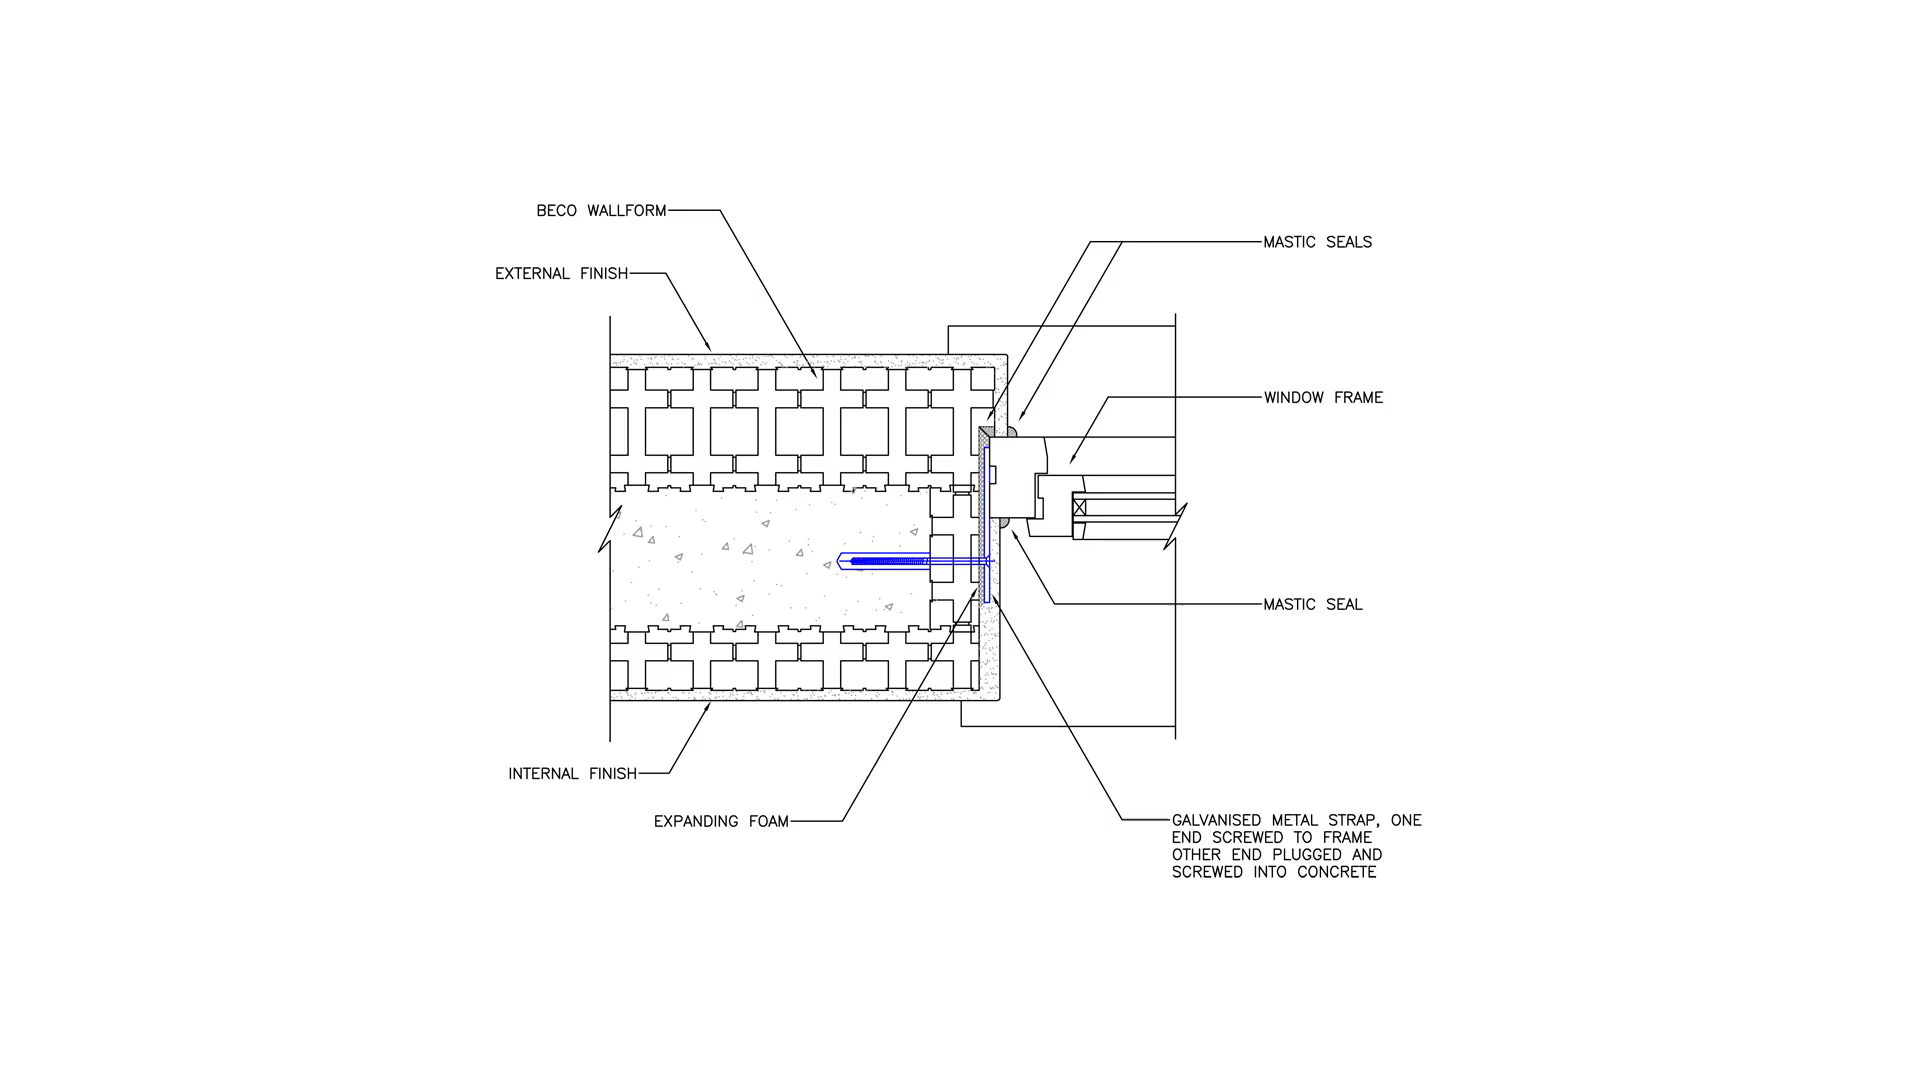 BECO WALLFORM
MASTIC SEALS
EXTERNAL FINISH
WINDOW FRAME
MASTIC SEAL
INTERNAL FINISH
EXPANDING FOAM
GALVANISED METAL STRAP, ONE
END SCREWED TO FRAME
OTHER END PLUGGED AND
SCREWED INTO CONCRETE